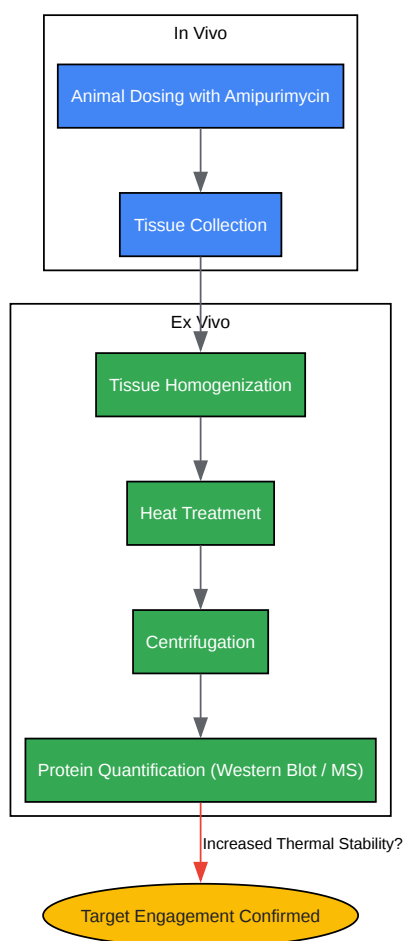 In Vivo
Animal Dosing with Amipurimycin
Tissue Collection
Ex Vivo
Tissue Homogenization
Heat Treatment
Centrifugation
Protein Quantification (Western Blot / MS)
Increased Thermal Stability?
Target Engagement Confirmed